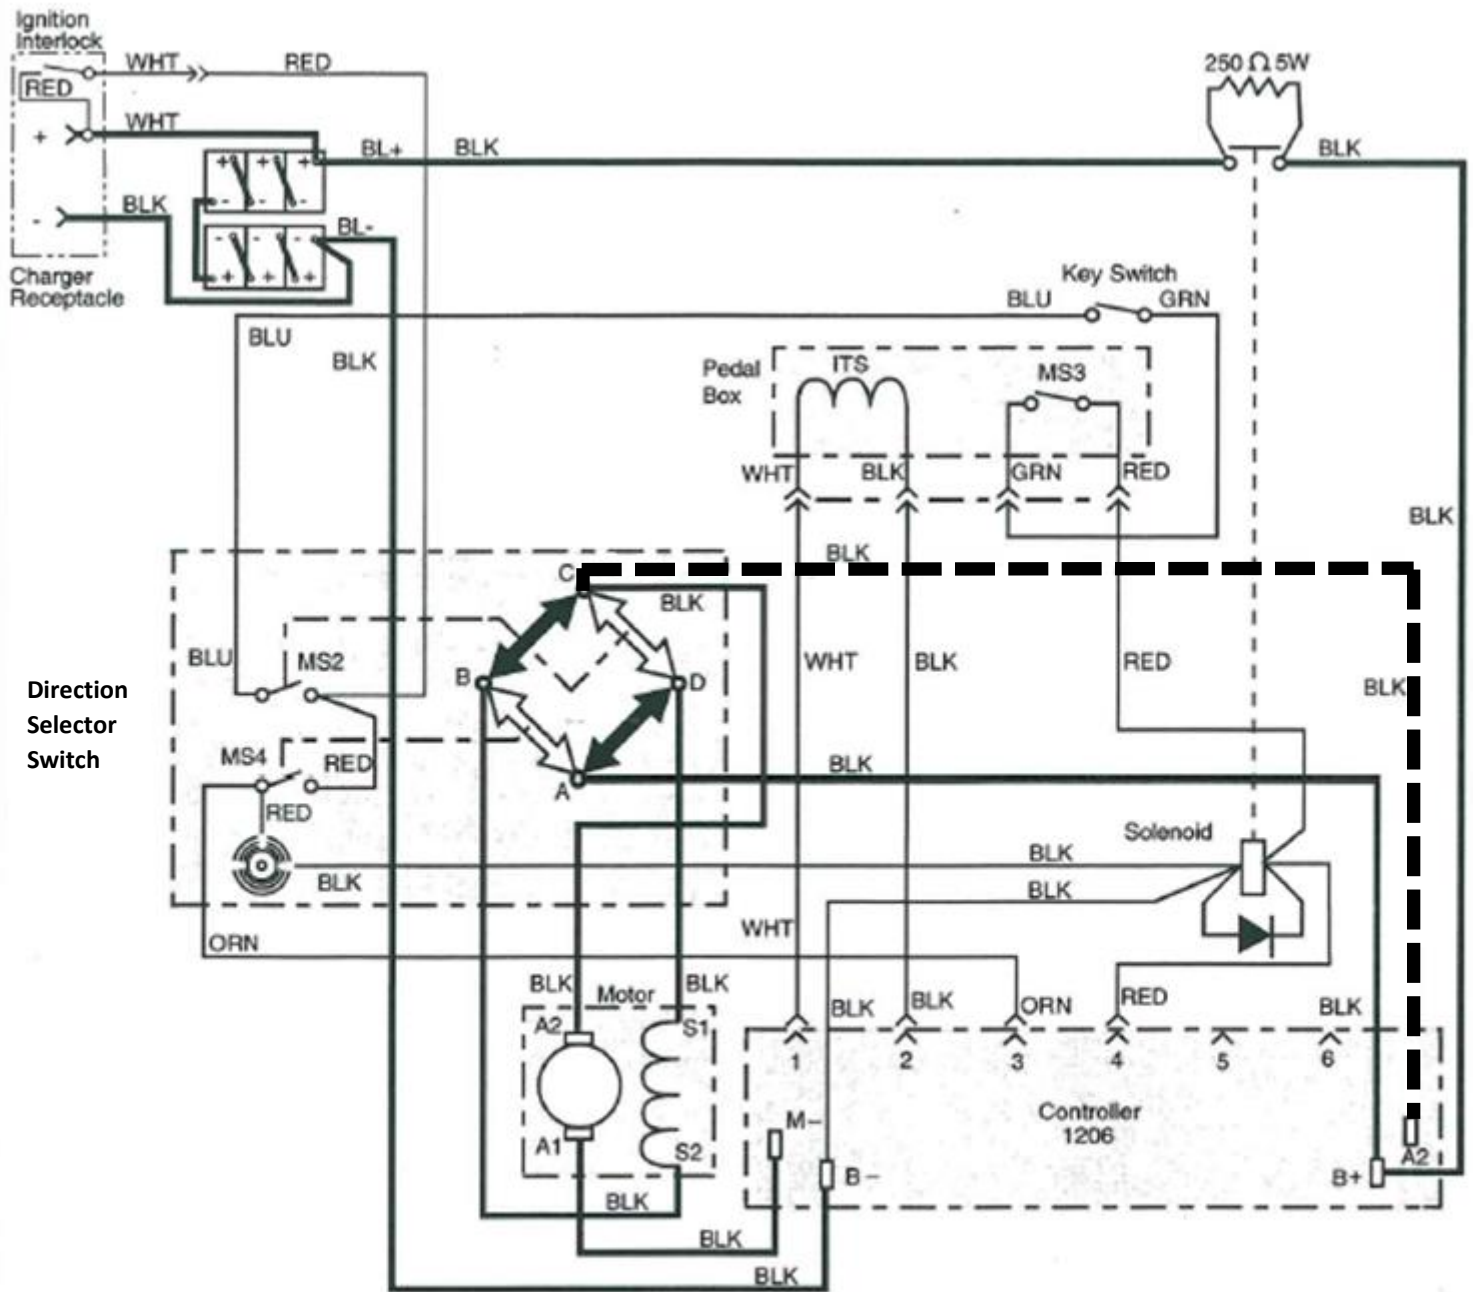 Ignition
Interlock
WHT
RED
RED
+
WHT
-
BLK
Charger
Receptacle
BL+
BLK
+ + +
- - -
BL-
- - -
+ + +
250 Ω 5W
BLK
Key Switch
BLU
GRN
BLU
BLK
Pedal
Box
ITS
MS3
WHT
BLK
GRN
RED
BLK
BLK
C
BLK
BLU
MS2
B
D
WHT
BLK
RED
BLK
Direction
Selector
Switch
MS4
RED
A
BLK
RED
Solenoid
BLK
BLK
BLK
WHT
ORN
BLK
Motor
BLK
BLK
BLK
ORN
RED
BLK
A2
S1
1
2
3
4
5
6
Controller
1206
M-
A1
S2
A2
B-
B+
BLK
BLK
BLK